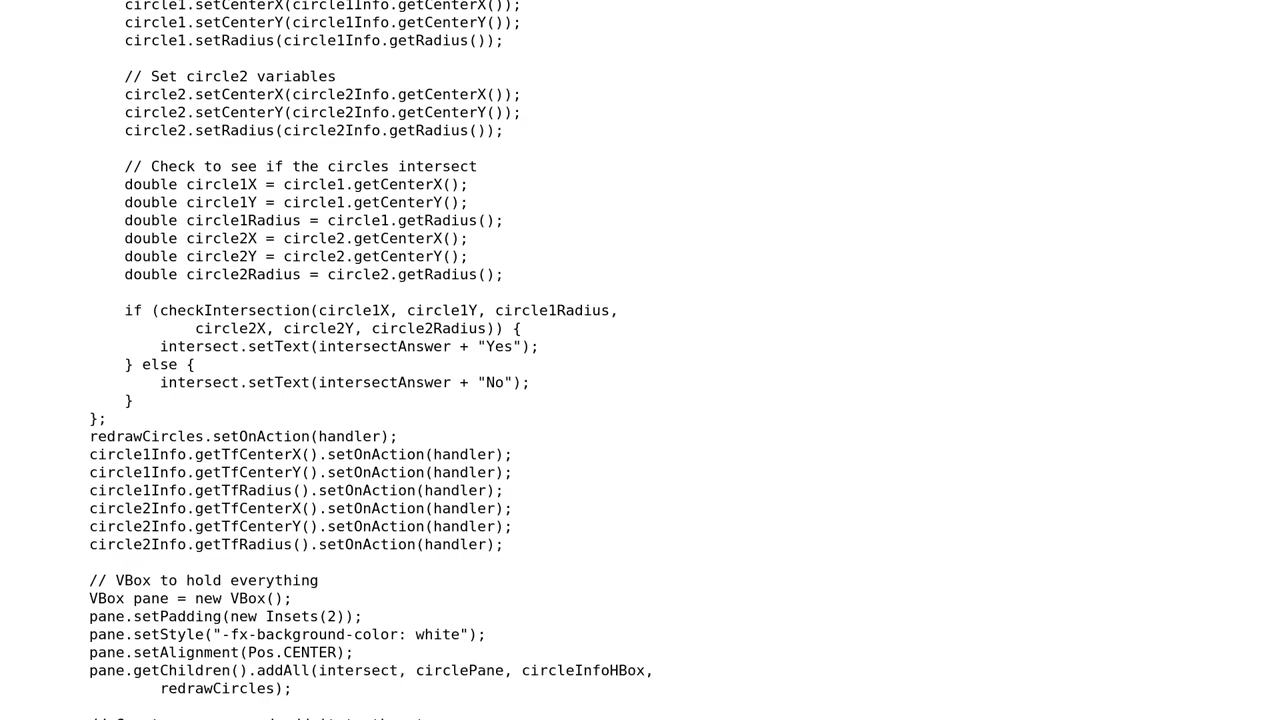 circle1.setCenterX(circle1Info.getCenterX());
circle1.setCenterY(circle1Info.getCenterY());
circle1.setRadius(circle1Info.getRadius());

// Set circle2 variables
circle2.setCenterX(circle2Info.getCenterX());
circle2.setCenterY(circle2Info.getCenterY());
circle2.setRadius(circle2Info.getRadius());

// Check to see if the circles intersect
double circle1X = circle1.getCenterX();
double circle1Y = circle1.getCenterY();
double circle1Radius = circle1.getRadius();
double circle2X = circle2.getCenterX();
double circle2Y = circle2.getCenterY();
double circle2Radius = circle2.getRadius();

if (checkIntersection(circle1X, circle1Y, circle1Radius,
circle2X, circle2Y, circle2Radius)) {
intersect.setText(intersectAnswer + "Yes");
} else {
intersect.setText(intersectAnswer + "No");
}
};
redrawCircles.setOnAction(handler);
circle1Info.getTfCenterX().setOnAction(handler);
circle1Info.getTfCenterY().setOnAction(handler);
circle1Info.getTfRadius().setOnAction(handler);
circle2Info.getTfCenterX().setOnAction(handler);
circle2Info.getTfCenterY().setOnAction(handler);
circle2Info.getTfRadius().setOnAction(handler);

// VBox to hold everything
VBox pane = new VBox();
pane.setPadding(new Insets(2));
pane.setStyle("-fx-background-color: white");
pane.setAlignment(Pos.CENTER);
pane.getChildren().addAll(intersect, circlePane, circleInfoHBox,
redrawCircles);